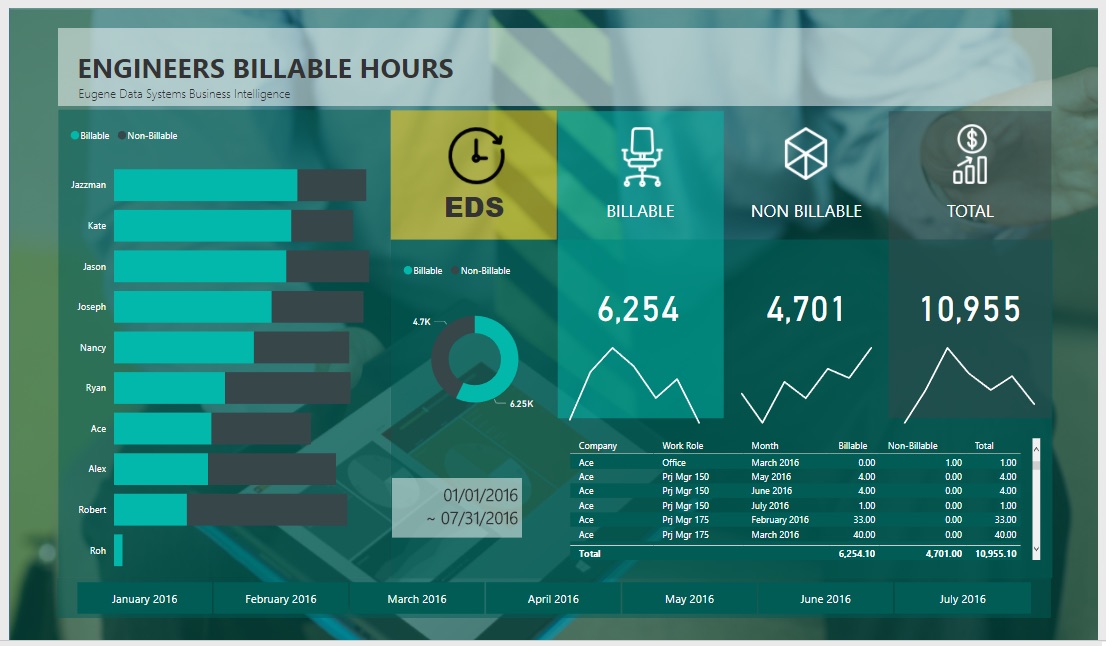 ENGINEERS BILLABLE HOURS
Eugene Data Systems Business Intelligence
Billable Non-Billable
Jazzman
Kate
Jason
Joseph
Nancy
Ryan
Ace
Alex
Robert
Roh
EDS
Billable Non-Billable
4.7K
6.25K
01/01/2016
~ 07/31/2016
BILLABLE
6,254
NON BILLABLE
4,701
TOTAL
10,955
Company Work Role Month Billable Non-Billable Total
Ace Office March 2016 0.00 1.00 1.00
Ace Prj Mgr 150 May 2016 4.00 0.00 4.00
Ace Prj Mgr 150 June 2016 4.00 0.00 4.00
Ace Prj Mgr 150 July 2016 1.00 0.00 1.00
Ace Prj Mgr 175 February 2016 33.00 0.00 33.00
Ace Prj Mgr 175 March 2016 40.00 0.00 40.00
Total 6,254.10 4,701.00 10,955.10
January 2016 February 2016 March 2016 April 2016 May 2016 June 2016 July 2016